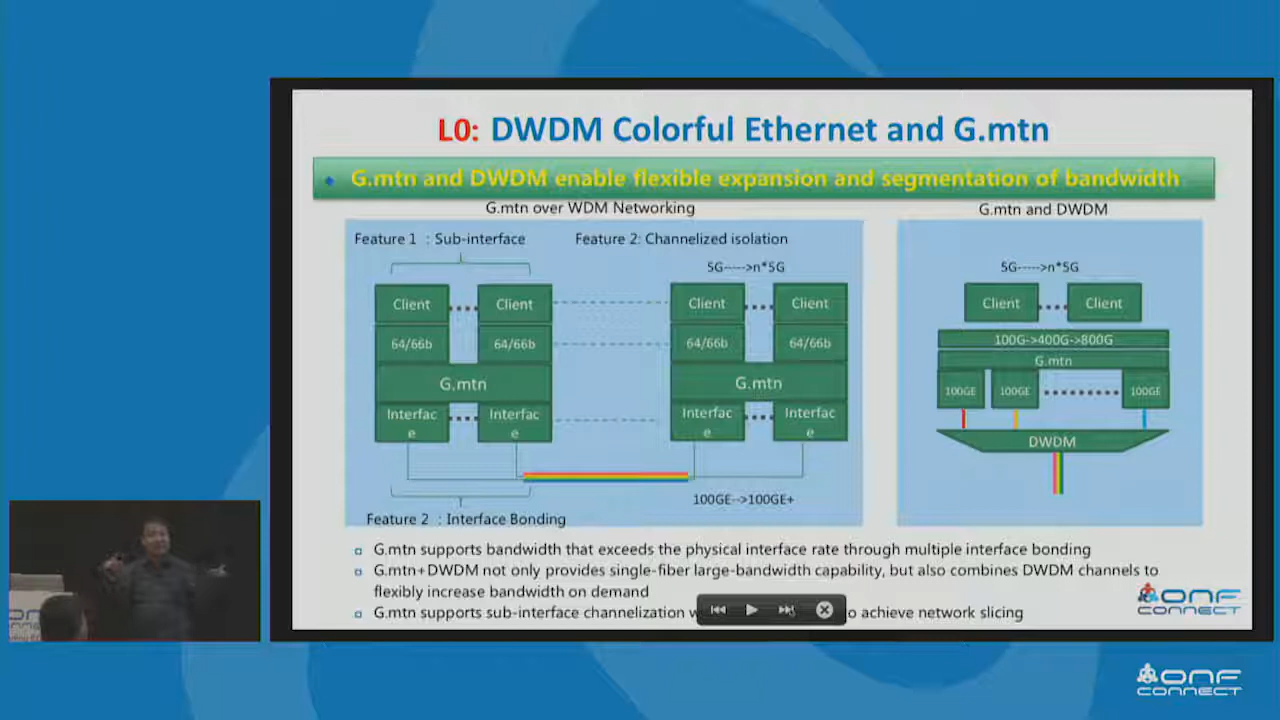 L0: DWDM Colorful Ethernet and G.mtn
G.mtn and DWDM enable flexible expansion and segmentation of bandwidth
G.mtn over WDM Networking
Feature 1 : Sub-interface
Feature 2: Channelized isolation
5G----->n*5G
Client
Client
Client
Client
64/66b
64/66b
64/66b
64/66b
G.mtn
G.mtn
Interfac
e
Interfac
e
Interfac
e
Interfac
e
100GE-->100GE+
Feature 2 : Interface Bonding
G.mtn and DWDM
5G----->n*5G
Client
Client
100G->400G->800G
G.mtn
100GE
100GE
100GE
DWDM
G.mtn supports bandwidth that exceeds the physical interface rate through multiple interface bonding
G.mtn+DWDM not only provides single-fiber large-bandwidth capability, but also combines DWDM channels to
flexibly increase bandwidth on demand
G.mtn supports sub-interface channelization to achieve network slicing
ONF
CONNECT
ONF
CONNECT